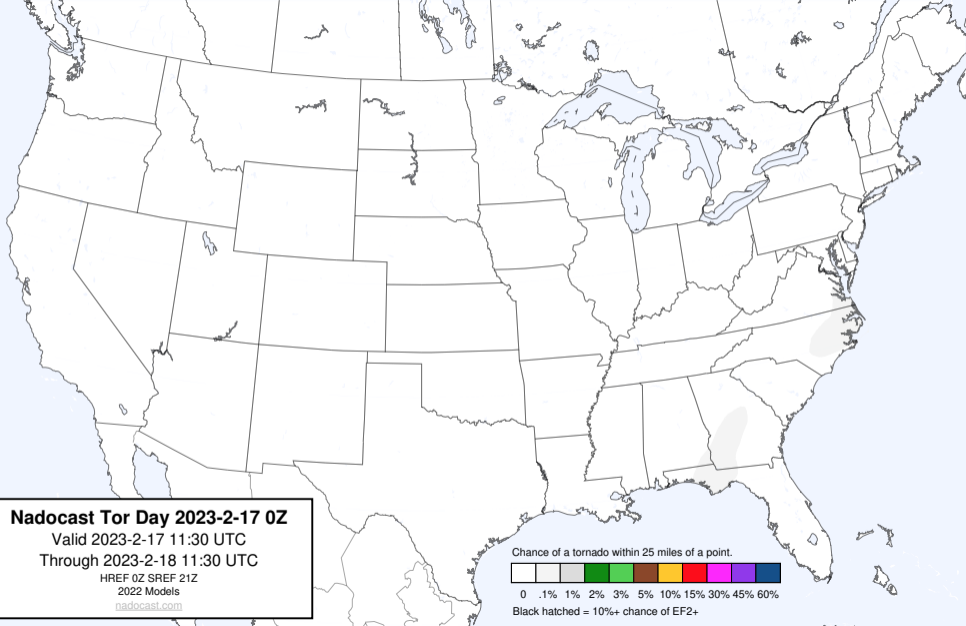 Nadocast Tor Day 2023-2-17 0Z
Valid 2023-2-17 11:30 UTC
Through 2023-2-18 11:30 UTC
HREF 0Z SREF 21Z
2022 Models
nadocast.com
Chance of a tornado within 25 miles of a point.
0 .1% 1% 2% 3% 5% 10% 15% 30% 45% 60%
Black hatched = 10%+ chance of EF2+